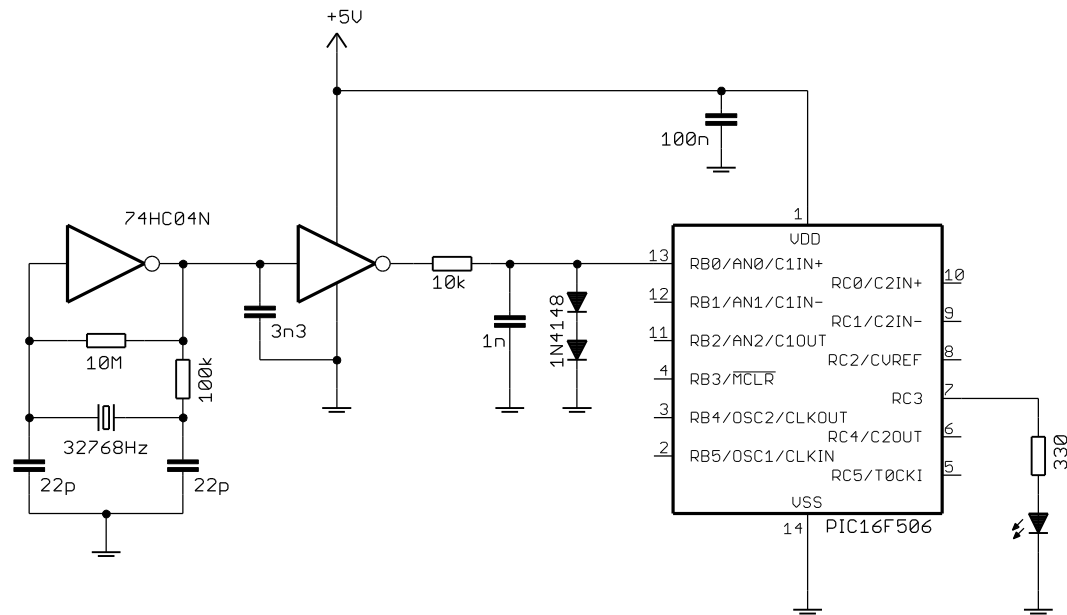 +5V
100n
74HC04N
1
VDD
13
RB0/AN0/C1IN+
RC0/C2IN+
10
10k
12
RB1/AN1/C1IN-
3n3
1N4148
RC1/C2IN-
9
1n
11
RB2/AN2/C1OUT
10M
100k
RC2/CVREF
8
4
RB3/MCLR
RC3
7
3
RB4/OSC2/CLKOUT
32768Hz
RC4/C2OUT
6
330
2
RB5/OSC1/CLKIN
22p
22p
RC5/T0CKI
5
VSS
14
PIC16F506